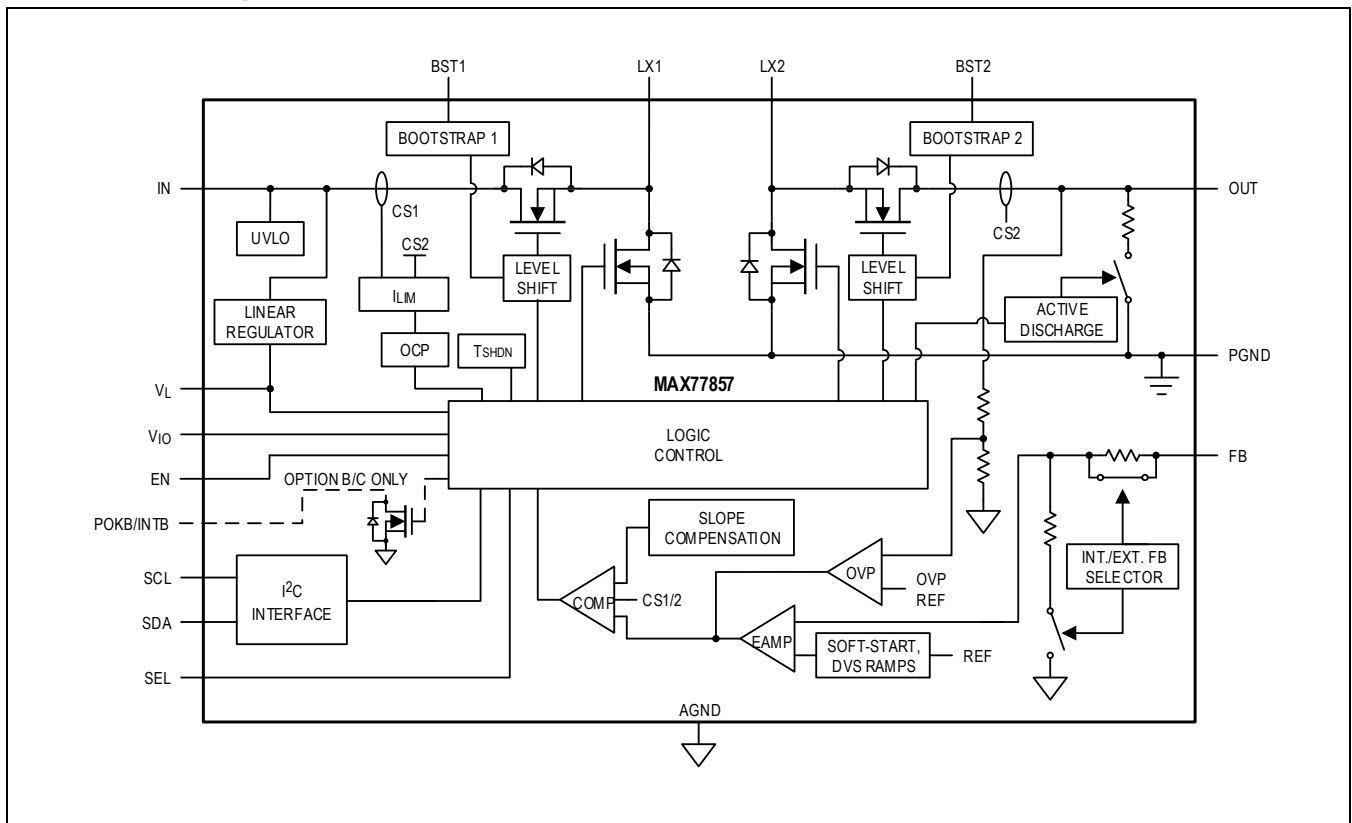 BST1
LX1
LX2
BST2
BOOTSTRAP 1
BOOTSTRAP 2
IN
OUT
CS1
CS2
UVLO
CS2
LEVEL
SHIFT
LEVEL
SHIFT
ILIM
LINEAR
REGULATOR
ACTIVE
DISCHARGE
OCP
TSHDN
PGND
MAX77857
VL
LOGIC
CONTROL
VIO
FB
EN
OPTION B/C ONLY
POKB/INTB
SLOPE
COMPENSATION
INT./EXT. FB
SELECTOR
OVP
OVP
REF
SCL
I2C
INTERFACE
COMP
CS1/2
SDA
EAMP
SOFT-START,
DVS RAMPS
REF
SEL
AGND